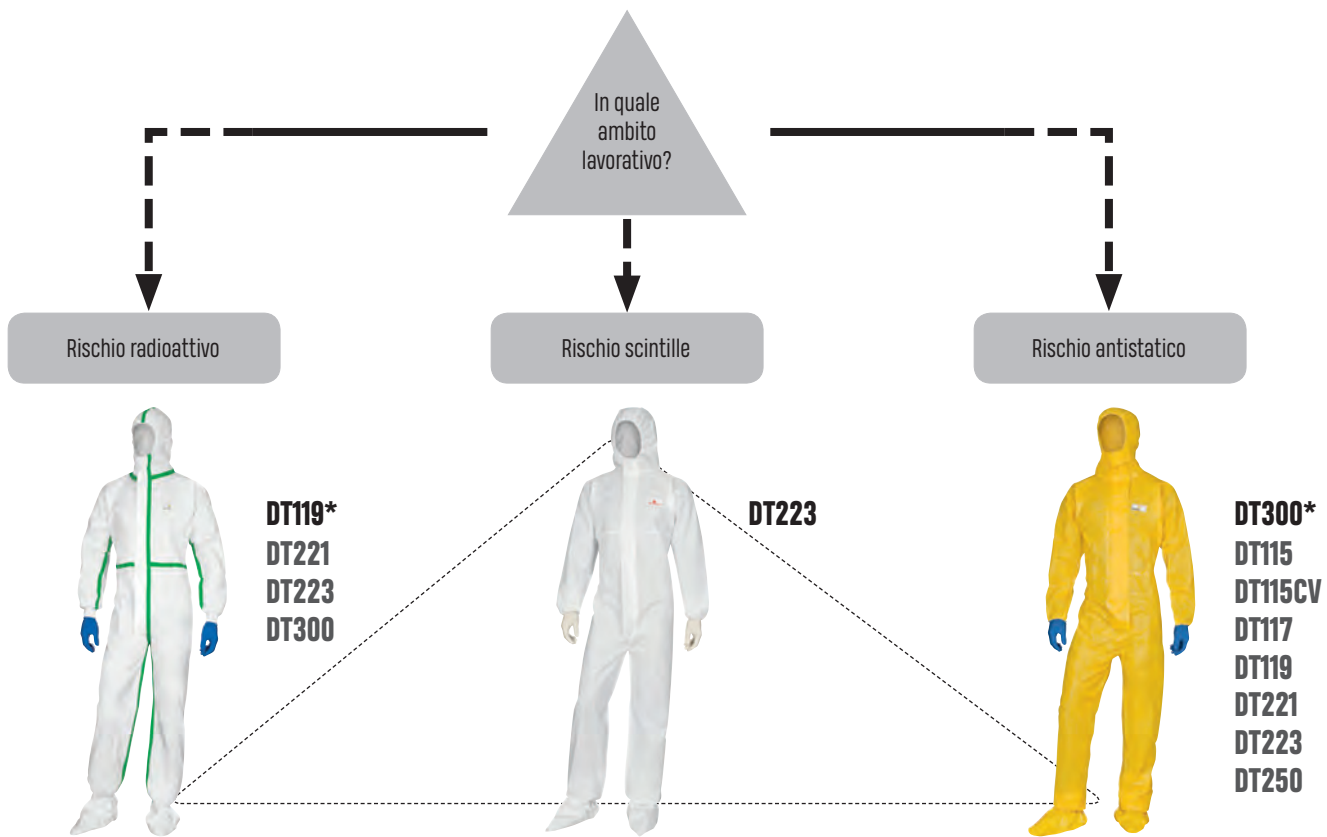 In quale
ambito
lavorativo?
Rischio radioattivo
Rischio scintille
Rischio antistatico
DT119*
DT221
DT223
DT300
DT223
DT300*
DT115
DT115CV
DT117
DT119
DT221
DT223
DT250